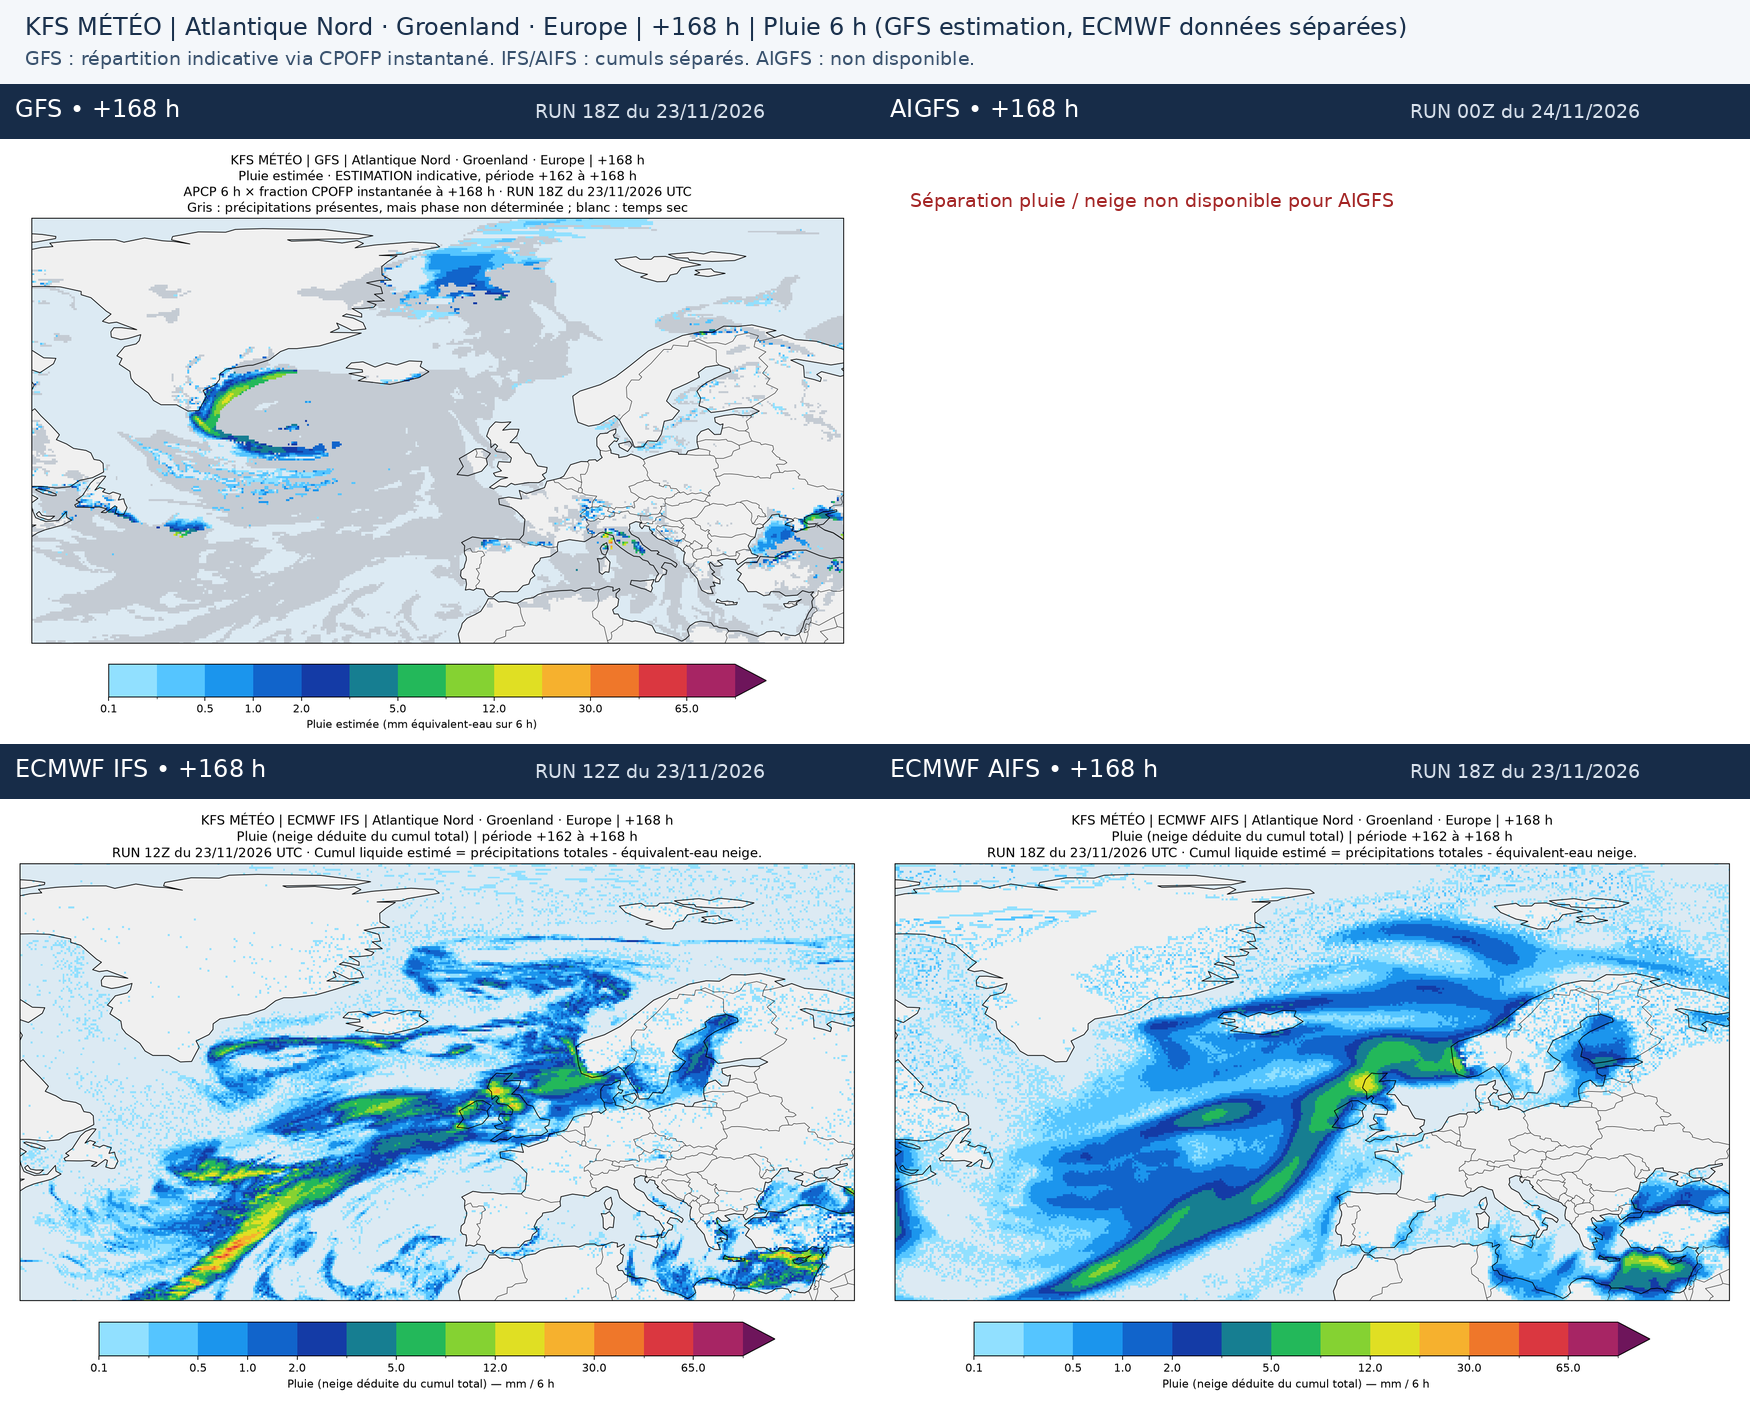 KFS MÉTÉO | Atlantique Nord · Groenland · Europe | +168 h | Pluie 6 h (GFS estimation, ECMWF données séparées)
GFS : répartition indicative via CPOFP instantané. IFS/AIFS : cumuls séparés. AIGFS : non disponible.
GFS • +168 h
RUN 18Z du 23/11/2026
AIGFS • +168 h
RUN 00Z du 24/11/2026
KFS MÉTÉO | GFS | Atlantique Nord · Groenland · Europe | +168 h
Pluie estimée · ESTIMATION indicative, période +162 à +168 h
APCP 6 h × fraction CPOFP instantanée à +168 h · RUN 18Z du 23/11/2026 UTC
Gris : précipitations présentes, mais phase non déterminée ; blanc : temps sec
Séparation pluie / neige non disponible pour AIGFS
0.1 0.5 1.0 2.0 5.0 12.0 30.0 65.0
Pluie estimée (mm équivalent-eau sur 6 h)
ECMWF IFS • +168 h
RUN 12Z du 23/11/2026
ECMWF AIFS • +168 h
RUN 18Z du 23/11/2026
KFS MÉTÉO | ECMWF IFS | Atlantique Nord · Groenland · Europe | +168 h
Pluie (neige déduite du cumul total) | période +162 à +168 h
RUN 12Z du 23/11/2026 UTC · Cumul liquide estimé = précipitations totales - équivalent-eau neige.
KFS MÉTÉO | ECMWF AIFS | Atlantique Nord · Groenland · Europe | +168 h
Pluie (neige déduite du cumul total) | période +162 à +168 h
RUN 18Z du 23/11/2026 UTC · Cumul liquide estimé = précipitations totales - équivalent-eau neige.
0.1 0.5 1.0 2.0 5.0 12.0 30.0 65.0
Pluie (neige déduite du cumul total) — mm / 6 h
0.1 0.5 1.0 2.0 5.0 12.0 30.0 65.0
Pluie (neige déduite du cumul total) — mm / 6 h